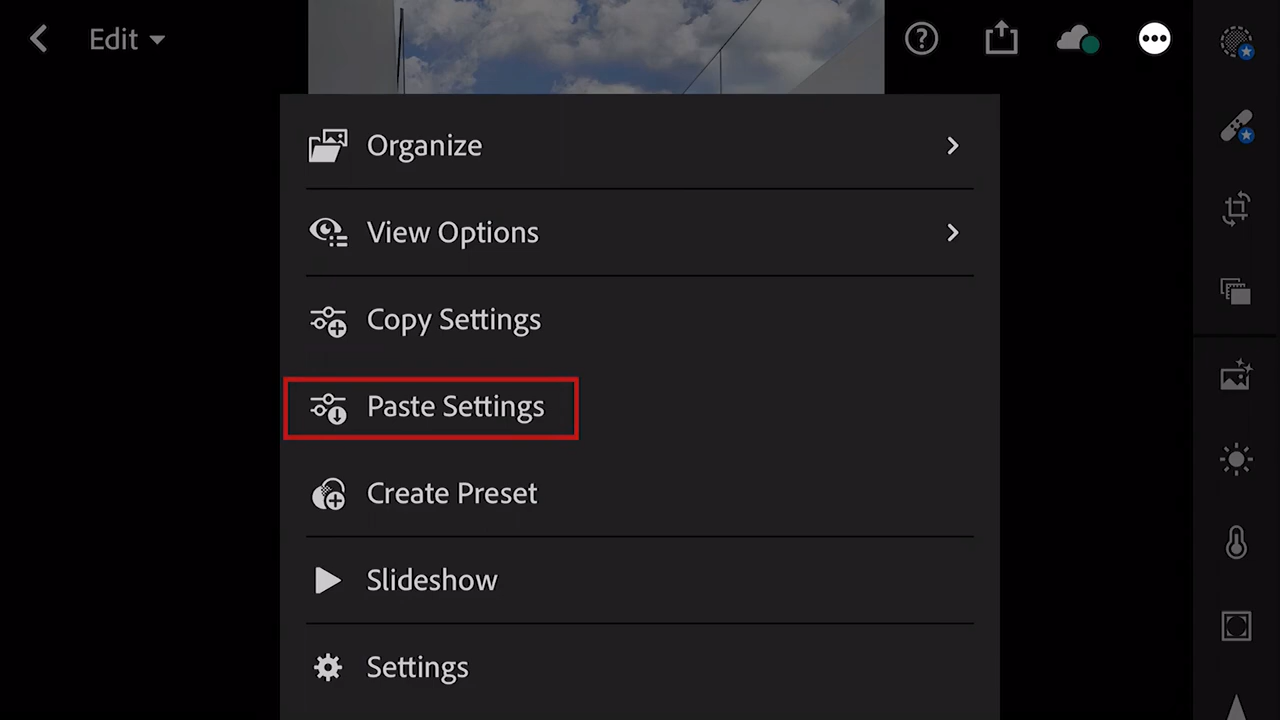 Edit
Organize
View Options
Copy Settings
Paste Settings
Create Preset
Slideshow
Settings